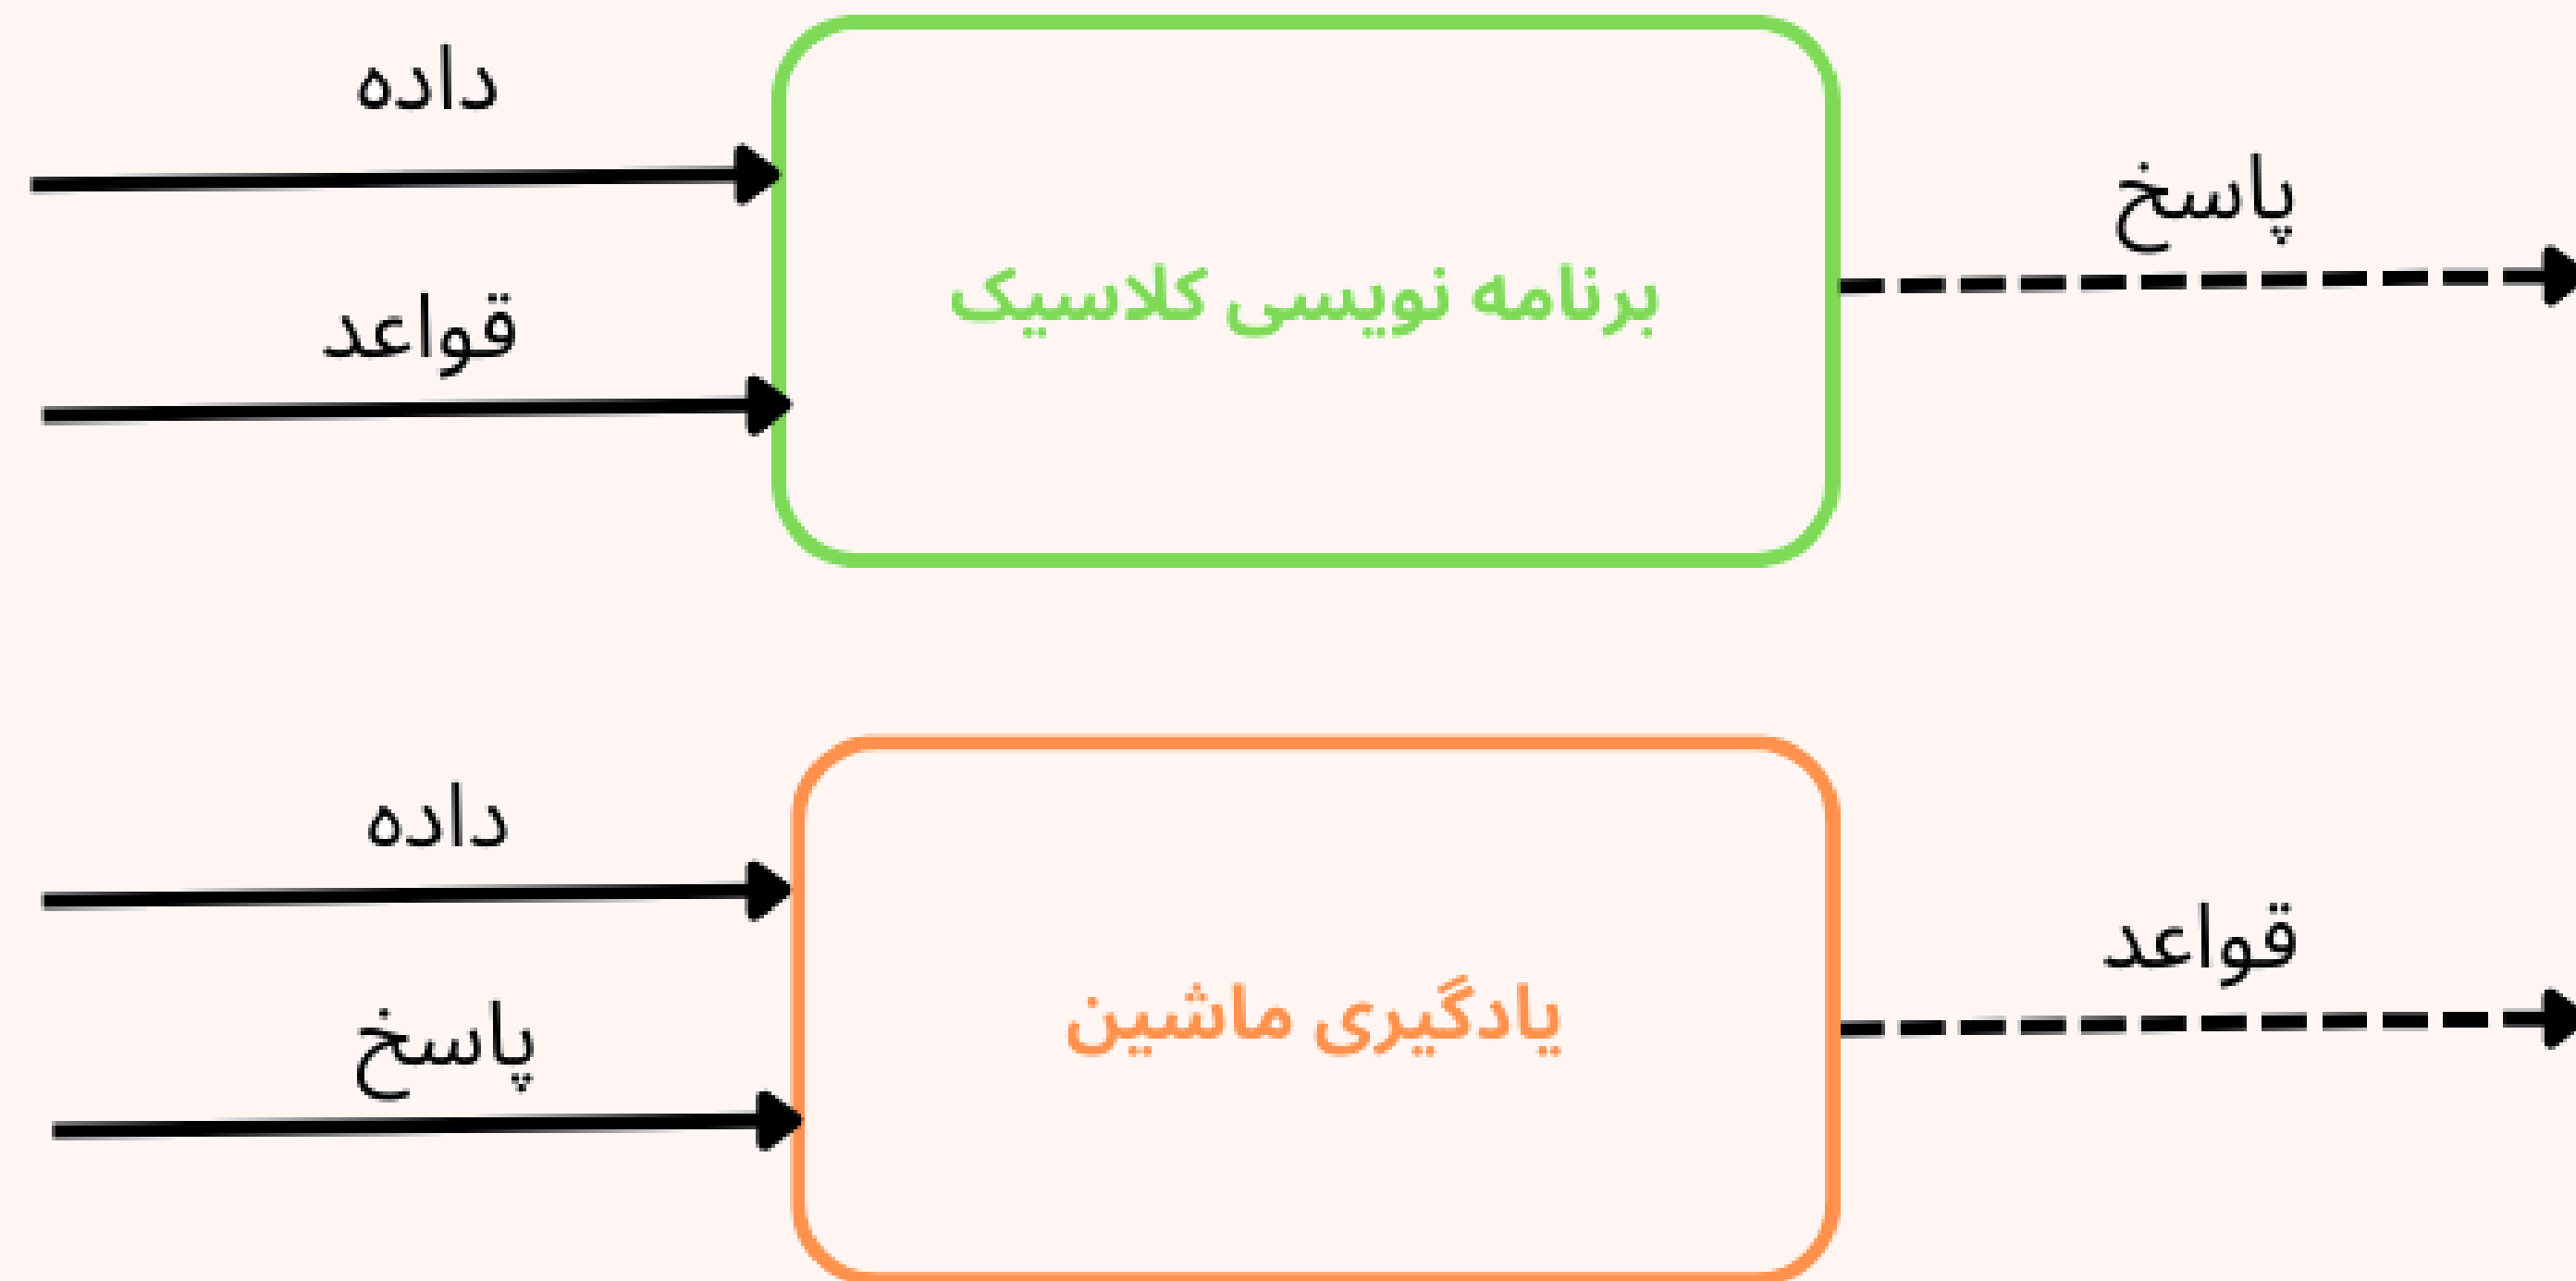 داده
قواعد
برنامه نویسی کلاسیک
پاسخ
داده
پاسخ
یادگیری ماشین
قواعد